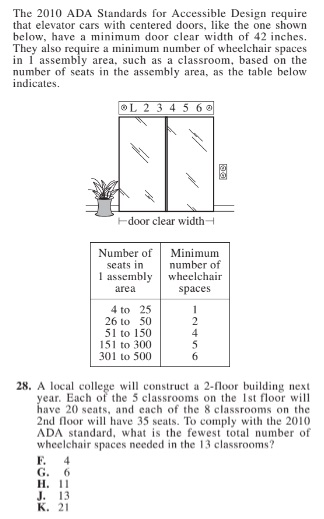 The 2010 ADA Standards for Accessible Design require
that elevator cars with centered doors, like the one shown
below, have a minimum door clear width of 42 inches.
They also require a minimum number of wheelchair spaces
in 1 assembly area, such as a classroom, based on the
number of seats in the assembly area, as the table below
indicates.
L 2 3 4 5 6
door clear width
Number of seats in 1 assembly area
Minimum number of wheelchair spaces
4 to 25 1
26 to 50 2
51 to 150 4
151 to 300 5
301 to 500 6
28. A local college will construct a 2-floor building next
year. Each of the 5 classrooms on the 1st floor will
have 20 seats, and each of the 8 classrooms on the
2nd floor will have 35 seats. To comply with the 2010
ADA standard, what is the fewest total number of
wheelchair spaces needed in the 13 classrooms?
F. 4
G. 6
H. 11
J. 13
K. 21